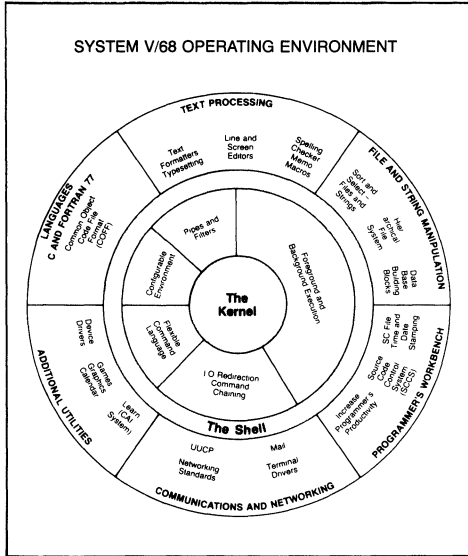 SYSTEM V/68 OPERATING ENVIRONMENT
TEXT PROCESSING
Text
Formatters
Typesetting
Line and
Screen
Editors
Spelling
Checker
Memo
Macros
FILE AND STRING MANIPULATION
Sort and
Select –
Files and
Strings
Hier
archical
File
System
Data
Base
Building
Blocks
PROGRAMMER'S WORKBENCH
SC File
Time and
Date
Stamping
Source
Code
Control
System
(SCCS)
Increase
Programmer's
Productivity
COMMUNICATIONS AND NETWORKING
Mail
Terminal
Drivers
UUCP
Networking
Standards
ADDITIONAL UTILITIES
Learn
(CAI
System)
Games
Graphics
Calendar
Device
Drivers
LANGUAGES
C AND FORTRAN 77
Common Object
Code File
Format
(COFF)
Pipes and
Filters
Foreground and
Background Execution
Configurable
Environment
Flexible
Command
Language
I O Redirection
Command
Chaining
The
Kernel
The Shell